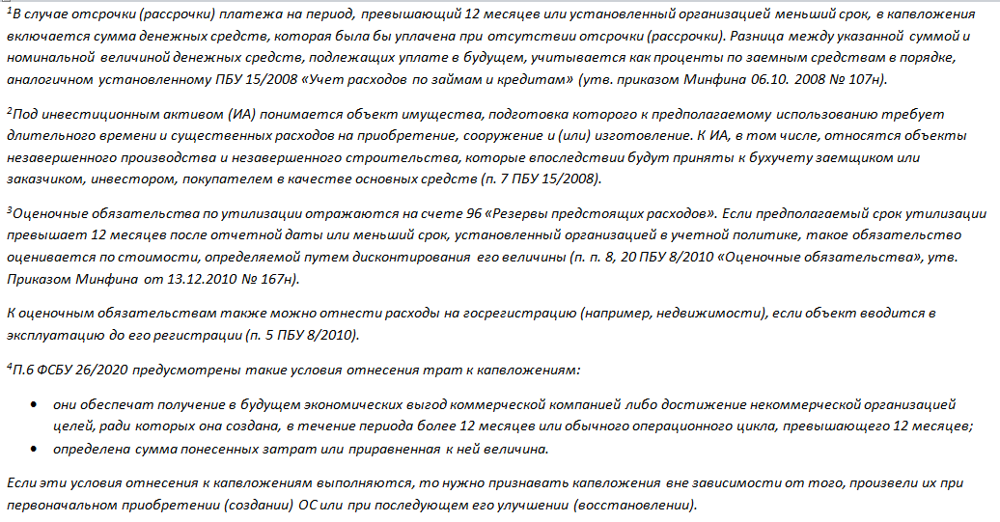 ¹В случае отсрочки (рассрочки) платежа на период, превышающий 12 месяцев или установленный организацией меньший срок, в капвложения
включается сумма денежных средств, которая была бы уплачена при отсутствии отсрочки (рассрочки). Разница между указанной суммой и
номинальной величиной денежных средств, подлежащих уплате в будущем, учитывается как проценты по заемным средствам в порядке,
аналогичном установленному ПБУ 15/2008 «Учет расходов по займам и кредитам» (утв. приказом Минфина 06.10. 2008 № 107н).
²Под инвестиционным активом (ИА) понимается объект имущества, подготовка которого к предполагаемому использованию требует
длительного времени и существенных расходов на приобретение, сооружение и (или) изготовление. К ИА, в том числе, относятся объекты
незавершенного производства и незавершенного строительства, которые впоследствии будут приняты к бухучету заемщиком или
заказчиком, инвестором, покупателем в качестве основных средств (п. 7 ПБУ 15/2008).
³Оценочные обязательства по утилизации отражаются на счете 96 «Резервы предстоящих расходов». Если предполагаемый срок утилизации
превышает 12 месяцев после отчетной даты или меньший срок, установленный организацией в учетной политике, такое обязательство
оценивается по стоимости, определяемой путем дисконтирования его величины (п. п. 8, 20 ПБУ 8/2010 «Оценочные обязательства», утв.
Приказом Минфина от 13.12.2010 № 167н).
К оценочным обязательствам также можно отнести расходы на госрегистрацию (например, недвижимости), если объект вводится в
эксплуатацию до его регистрации (п. 5 ПБУ 8/2010).
⁴П.6 ФСБУ 26/2020 предусмотрены такие условия отнесения трат к капвложениям:
• они обеспечат получение в будущем экономических выгод коммерческой компанией либо достижение некоммерческой организацией
целей, ради которых она создана, в течение периода более 12 месяцев или обычного операционного цикла, превышающего 12 месяцев;
• определена сумма понесенных затрат или приравненная к ней величина.
Если эти условия отнесения к капвложениям выполняются, то нужно признавать капвложения вне зависимости от того, произвели их при
первоначальном приобретении (создании) ОС или при последующем его улучшении (восстановлении).